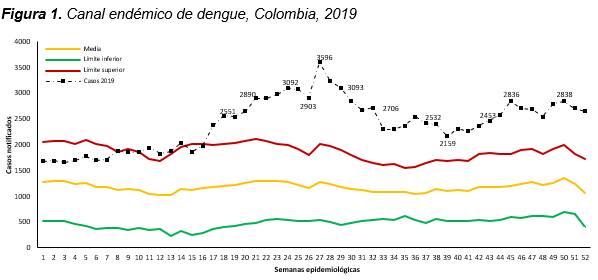 Figura 1. Canal endémico de dengue, Colombia, 2019
4000
3500
3000
2500
2000
1500
1000
500
0
Casos notificados
Media
Límite inferior
Límite superior
Casos 2019
2551
2890
3092
2903
3596
3093
2706
2532
2159
2453
2836
2838
1 2 3 4 5 6 7 8 9 10 11 12 13 14 15 16 17 18 19 20 21 22 23 24 25 26 27 28 29 30 31 32 33 34 35 36 37 38 39 40 41 42 43 44 45 46 47 48 49 50 51 52
Semanas epidemiológicas